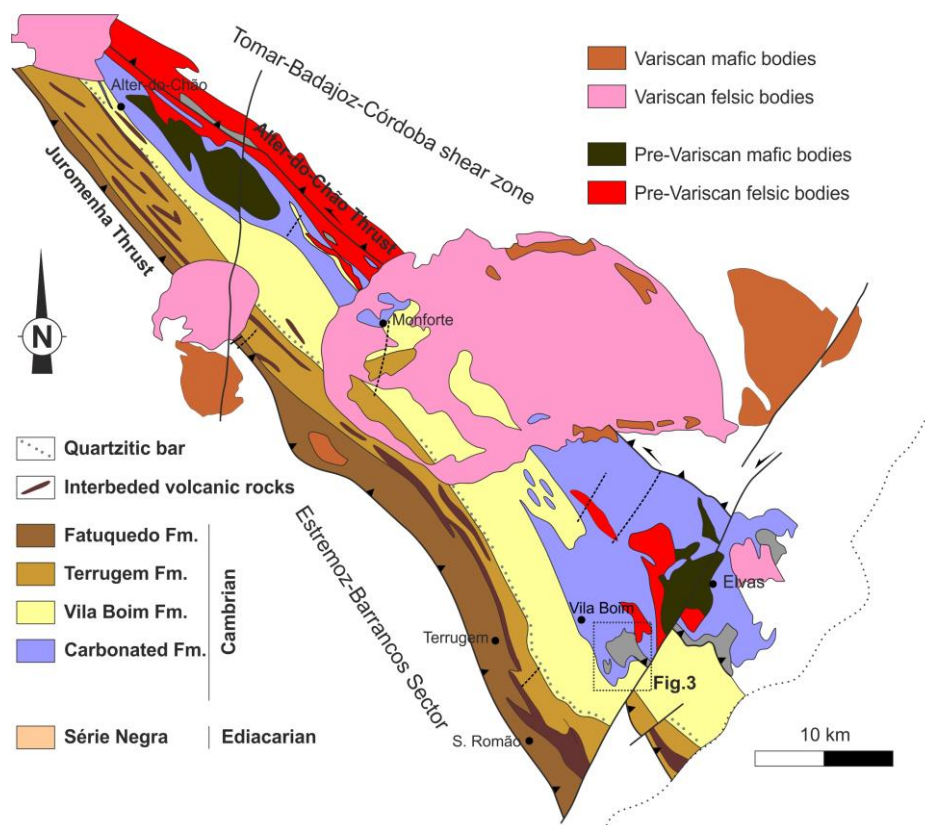 Tomar-Badajoz-Córdoba shear zone
Variscan mafic bodies
Variscan felsic bodies
Pre-Variscan mafic bodies
Pre-Variscan felsic bodies
Alter-do-Chão
Alter-do-Chão Thrust
Juromenha Thrust
N
Monforte
Quartzitic bar
Interbeded volcanic rocks
Fatuquedo Fm.
Terrugem Fm.
Vila Boim Fm.
Carbonated Fm.
Cambrian
Série Negra
Ediacarian
Estremoz-Barrancos Sector
Elvas
Vila Boim
Terrugem
Fig.3
S. Romão
10 km